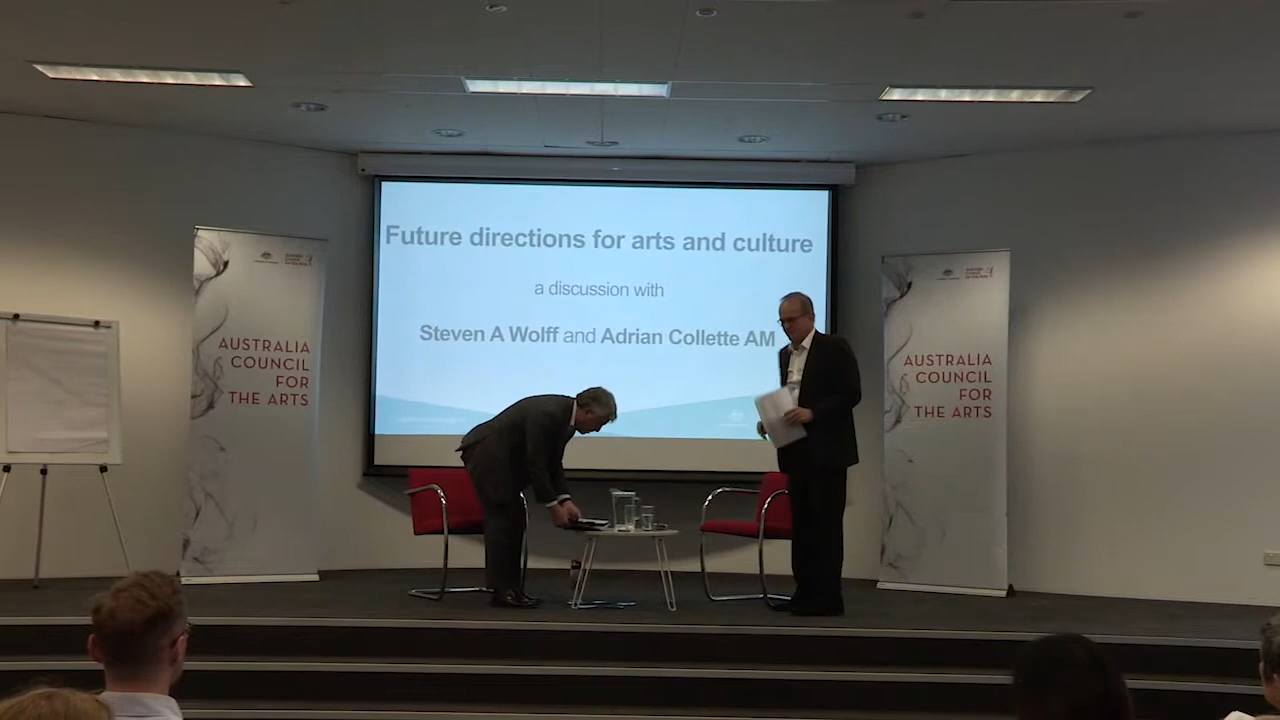 Future directions for arts and culture
a discussion with
Steven A Wolff and Adrian Collette AM
AUSTRALIA
COUNCIL
FOR
THE ARTS
AUSTRALIA
COUNCIL
FOR
THE ARTS